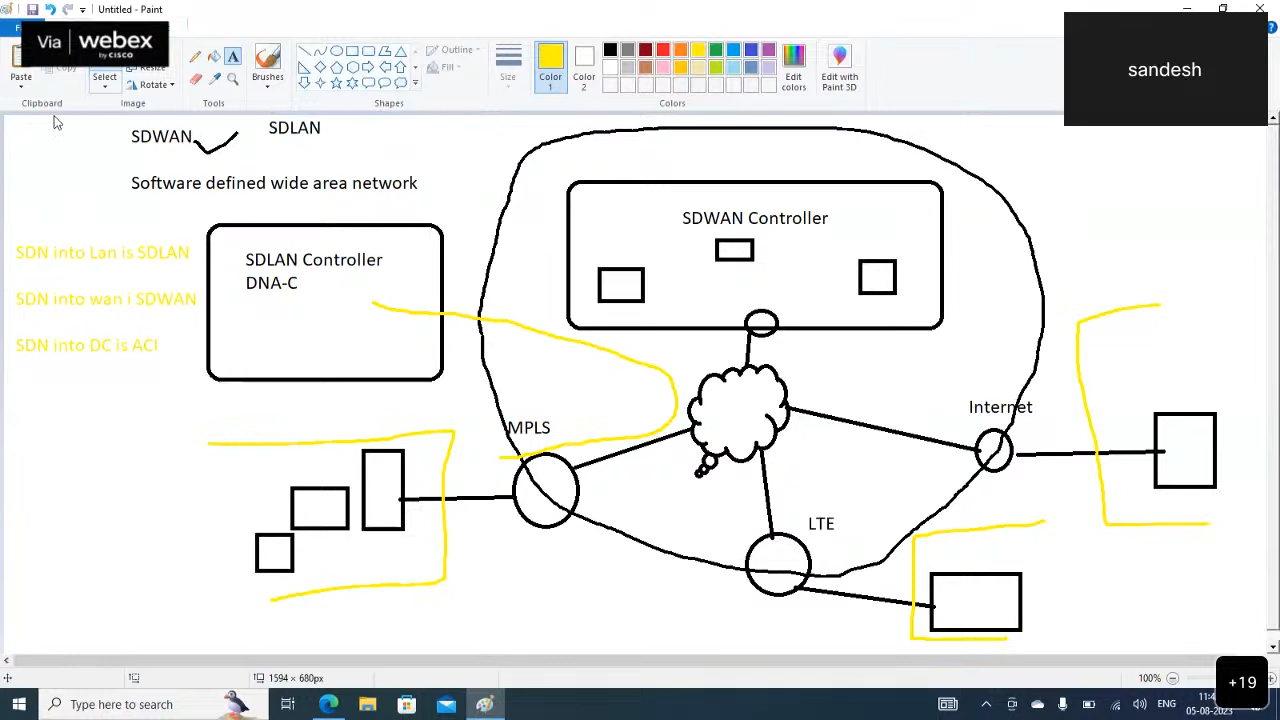 Untitled - Paint
Via webex
by CISCO
Paste
Copy
Select
Resize
Rotate
Brushes
Outline
Fill
Size
Color 1
Color 2
Edit colors
Edit with Paint 3D
Clipboard
Image
Tools
Shapes
Colors
sandesh
SDWAN
SDLAN
Software defined wide area network
SDWAN Controller
SDN into Lan is SDLAN
SDLAN Controller
DNA-C
SDN into wan i SDWAN
SDN into DC is ACI
Internet
MPLS
LTE
1594 × 680px
100%
+19
Type here to search
ENG
05-08-2023